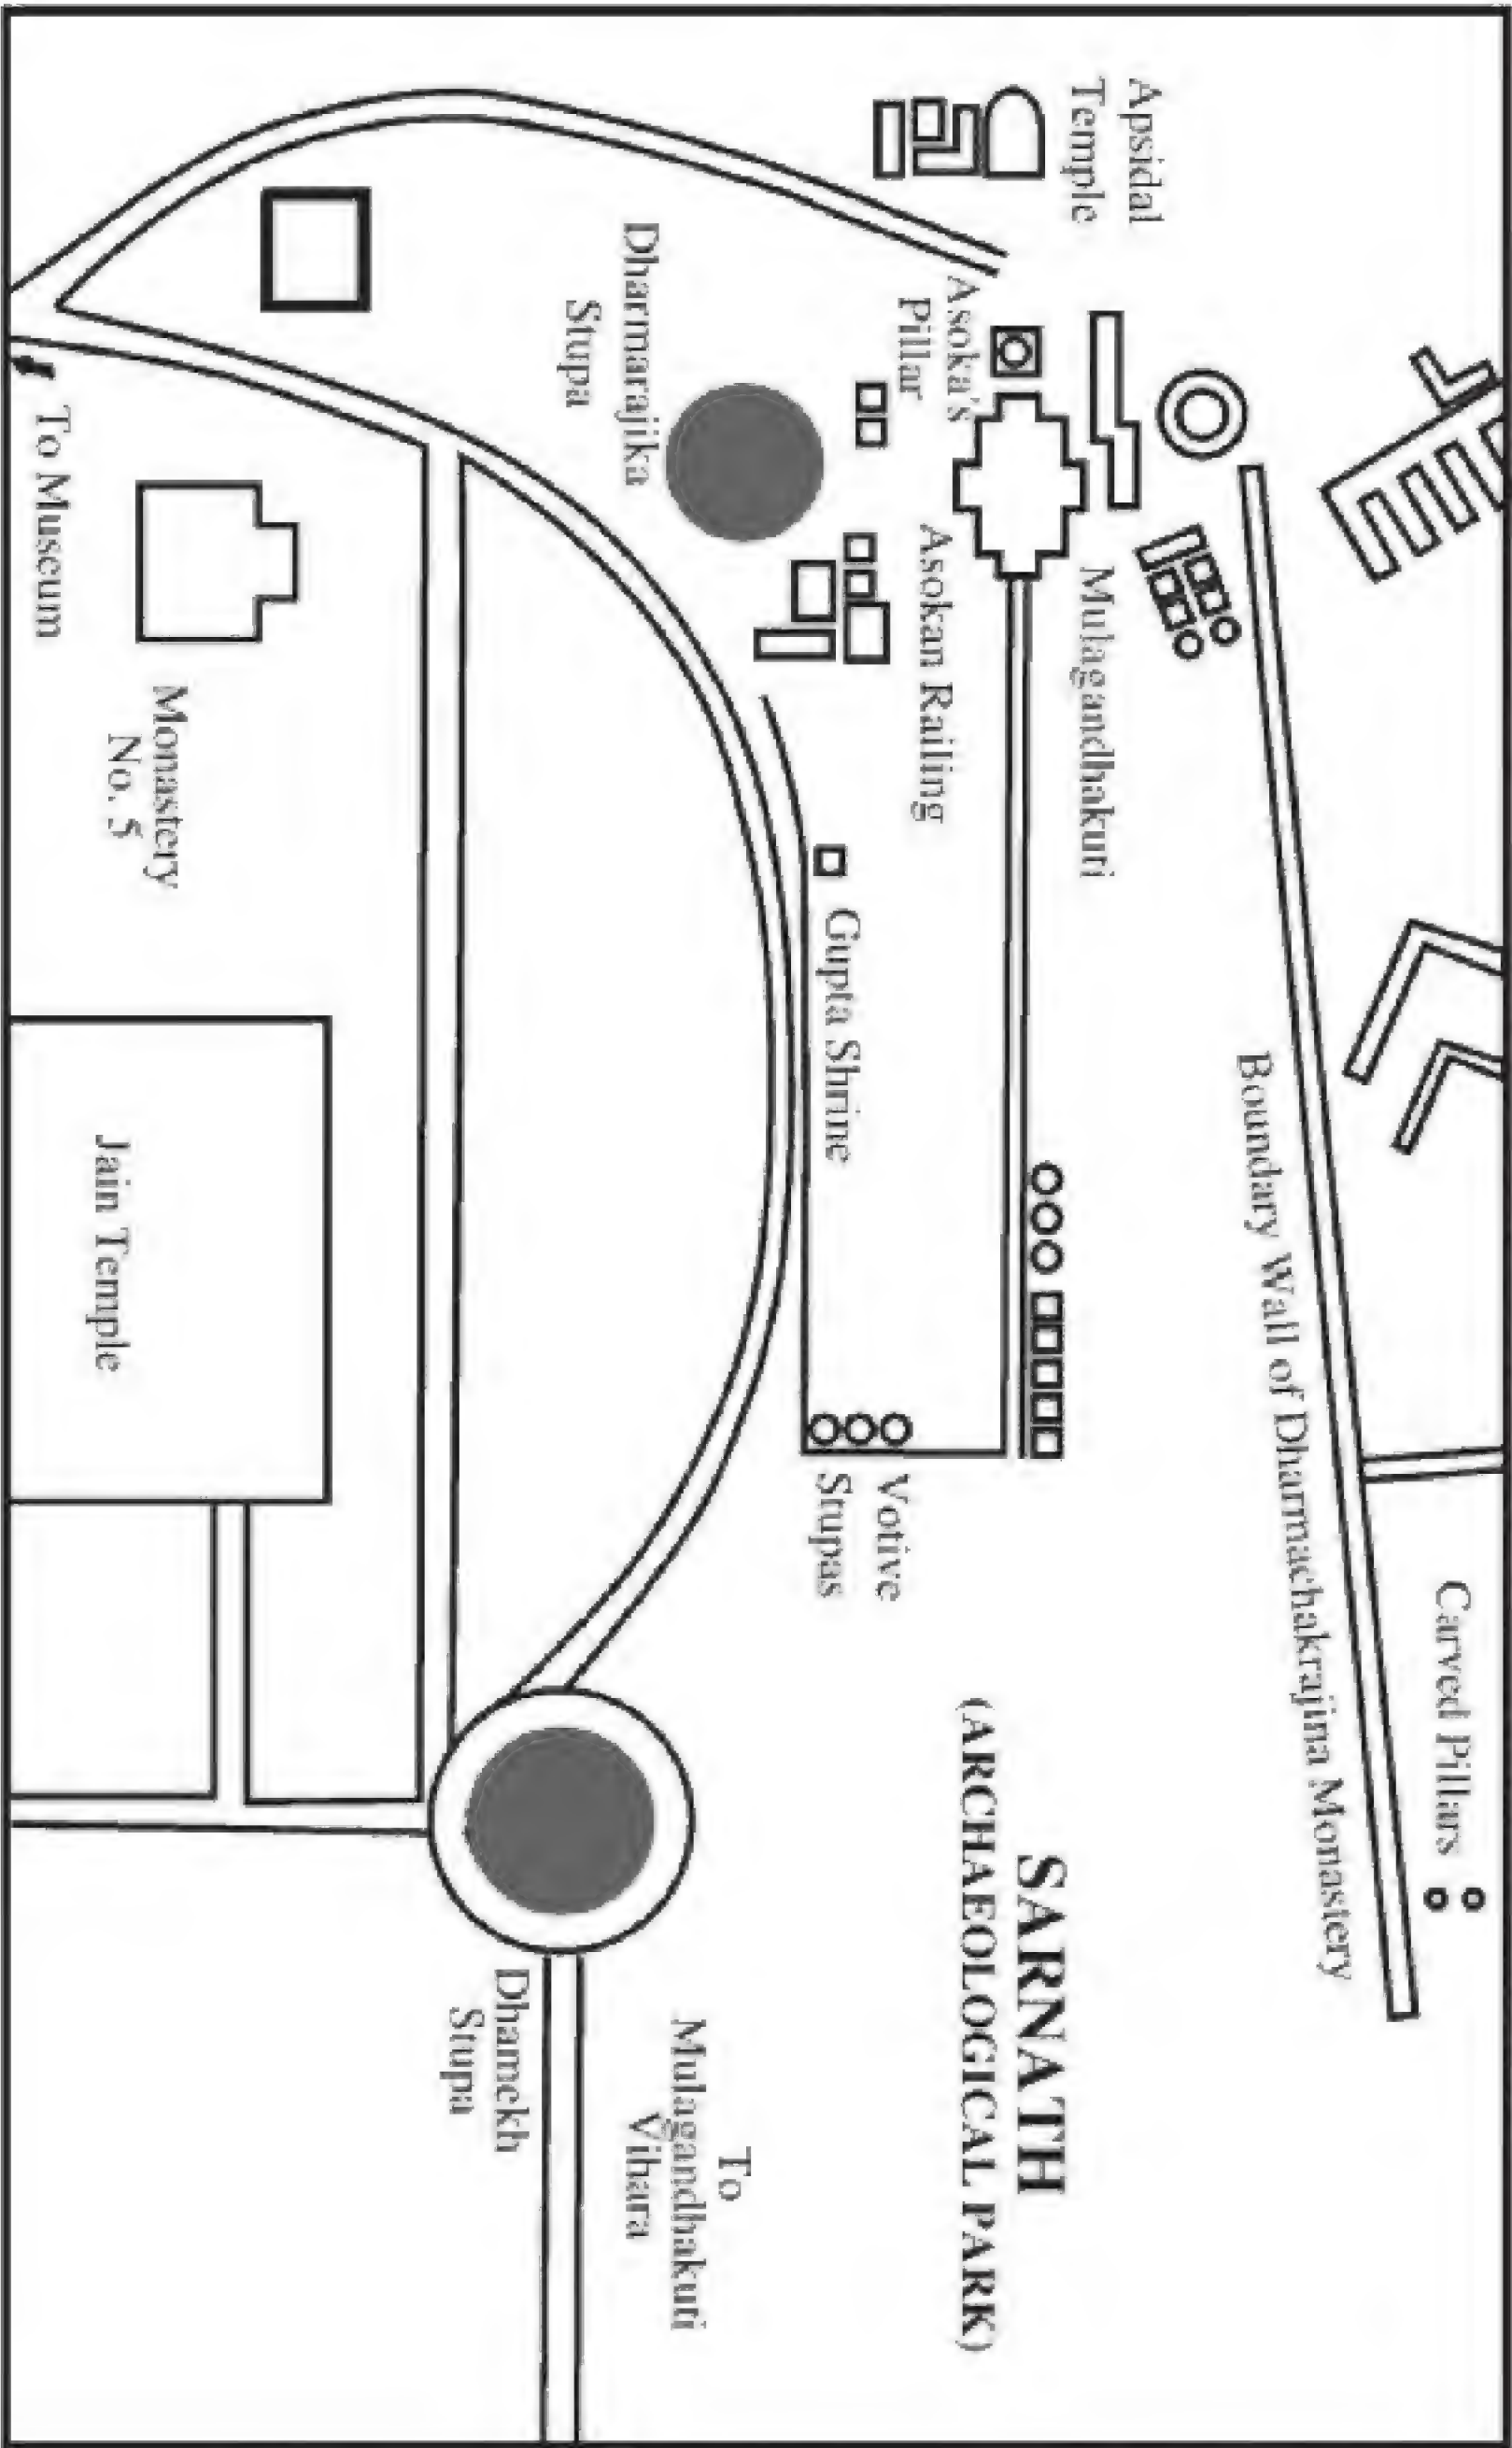 SARNATH
(ARCHAEOLOGICAL PARK)
Carved Pillars
Boundary Wall of Dharmachakrajina Monastery
Apsidal
Temple
Mulagandhakuti
Asoka's
Pillar
Asokan Railing
Gupta Shrine
Votive
Stupas
Dharmarajika
Stupa
To
Mulagandhakuti
Vihara
Dhamekh
Stupa
Monastery
No. 5
Jain Temple
To Museum